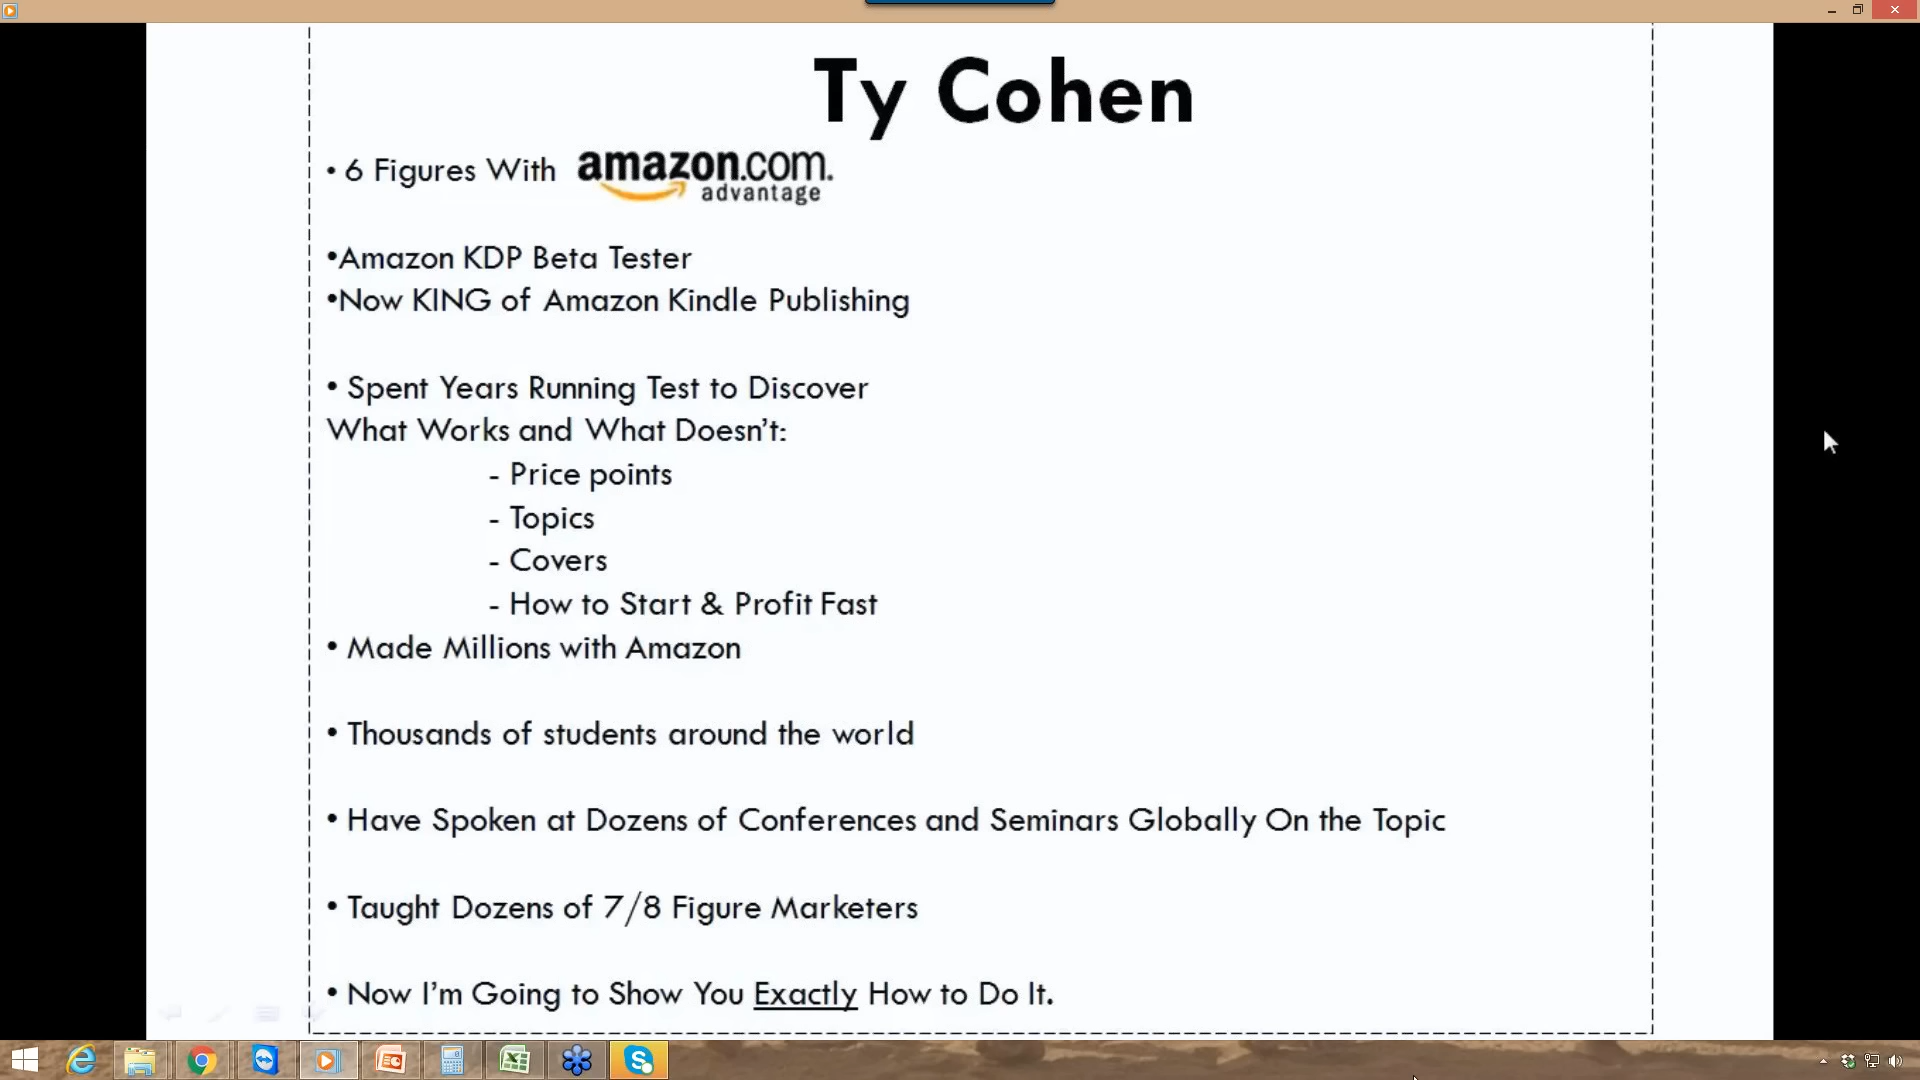 Ty Cohen
• 6 Figures With amazon.com.
advantage
•Amazon KDP Beta Tester
•Now KING of Amazon Kindle Publishing
• Spent Years Running Test to Discover
What Works and What Doesn't:
- Price points
- Topics
- Covers
- How to Start & Profit Fast
• Made Millions with Amazon
• Thousands of students around the world
• Have Spoken at Dozens of Conferences and Seminars Globally On the Topic
• Taught Dozens of 7/8 Figure Marketers
• Now I'm Going to Show You Exactly How to Do It.